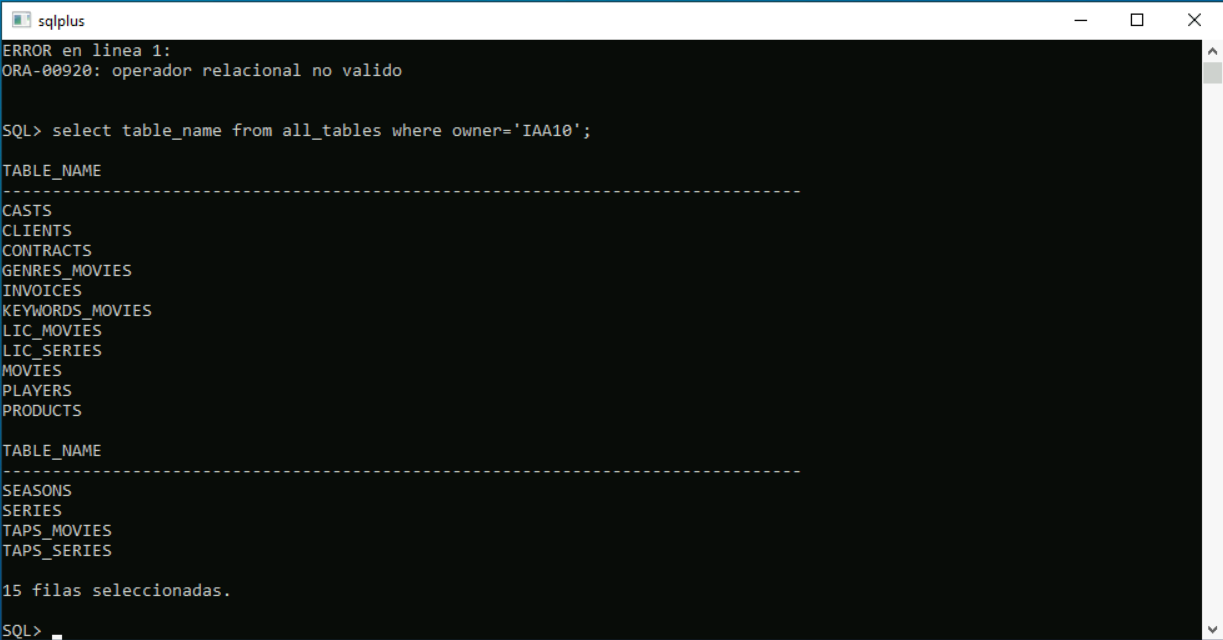 sqlplus
ERROR en linea 1:
ORA-00920: operador relacional no valido
SQL> select table_name from all_tables where owner='IAA10';
TABLE_NAME
--------------------------------------------------------------------------------
CASTS
CLIENTS
CONTRACTS
GENRES_MOVIES
INVOICES
KEYWORDS_MOVIES
LIC_MOVIES
LIC_SERIES
MOVIES
PLAYERS
PRODUCTS
TABLE_NAME
--------------------------------------------------------------------------------
SEASONS
SERIES
TAPS_MOVIES
TAPS_SERIES
15 filas seleccionadas.
SQL>